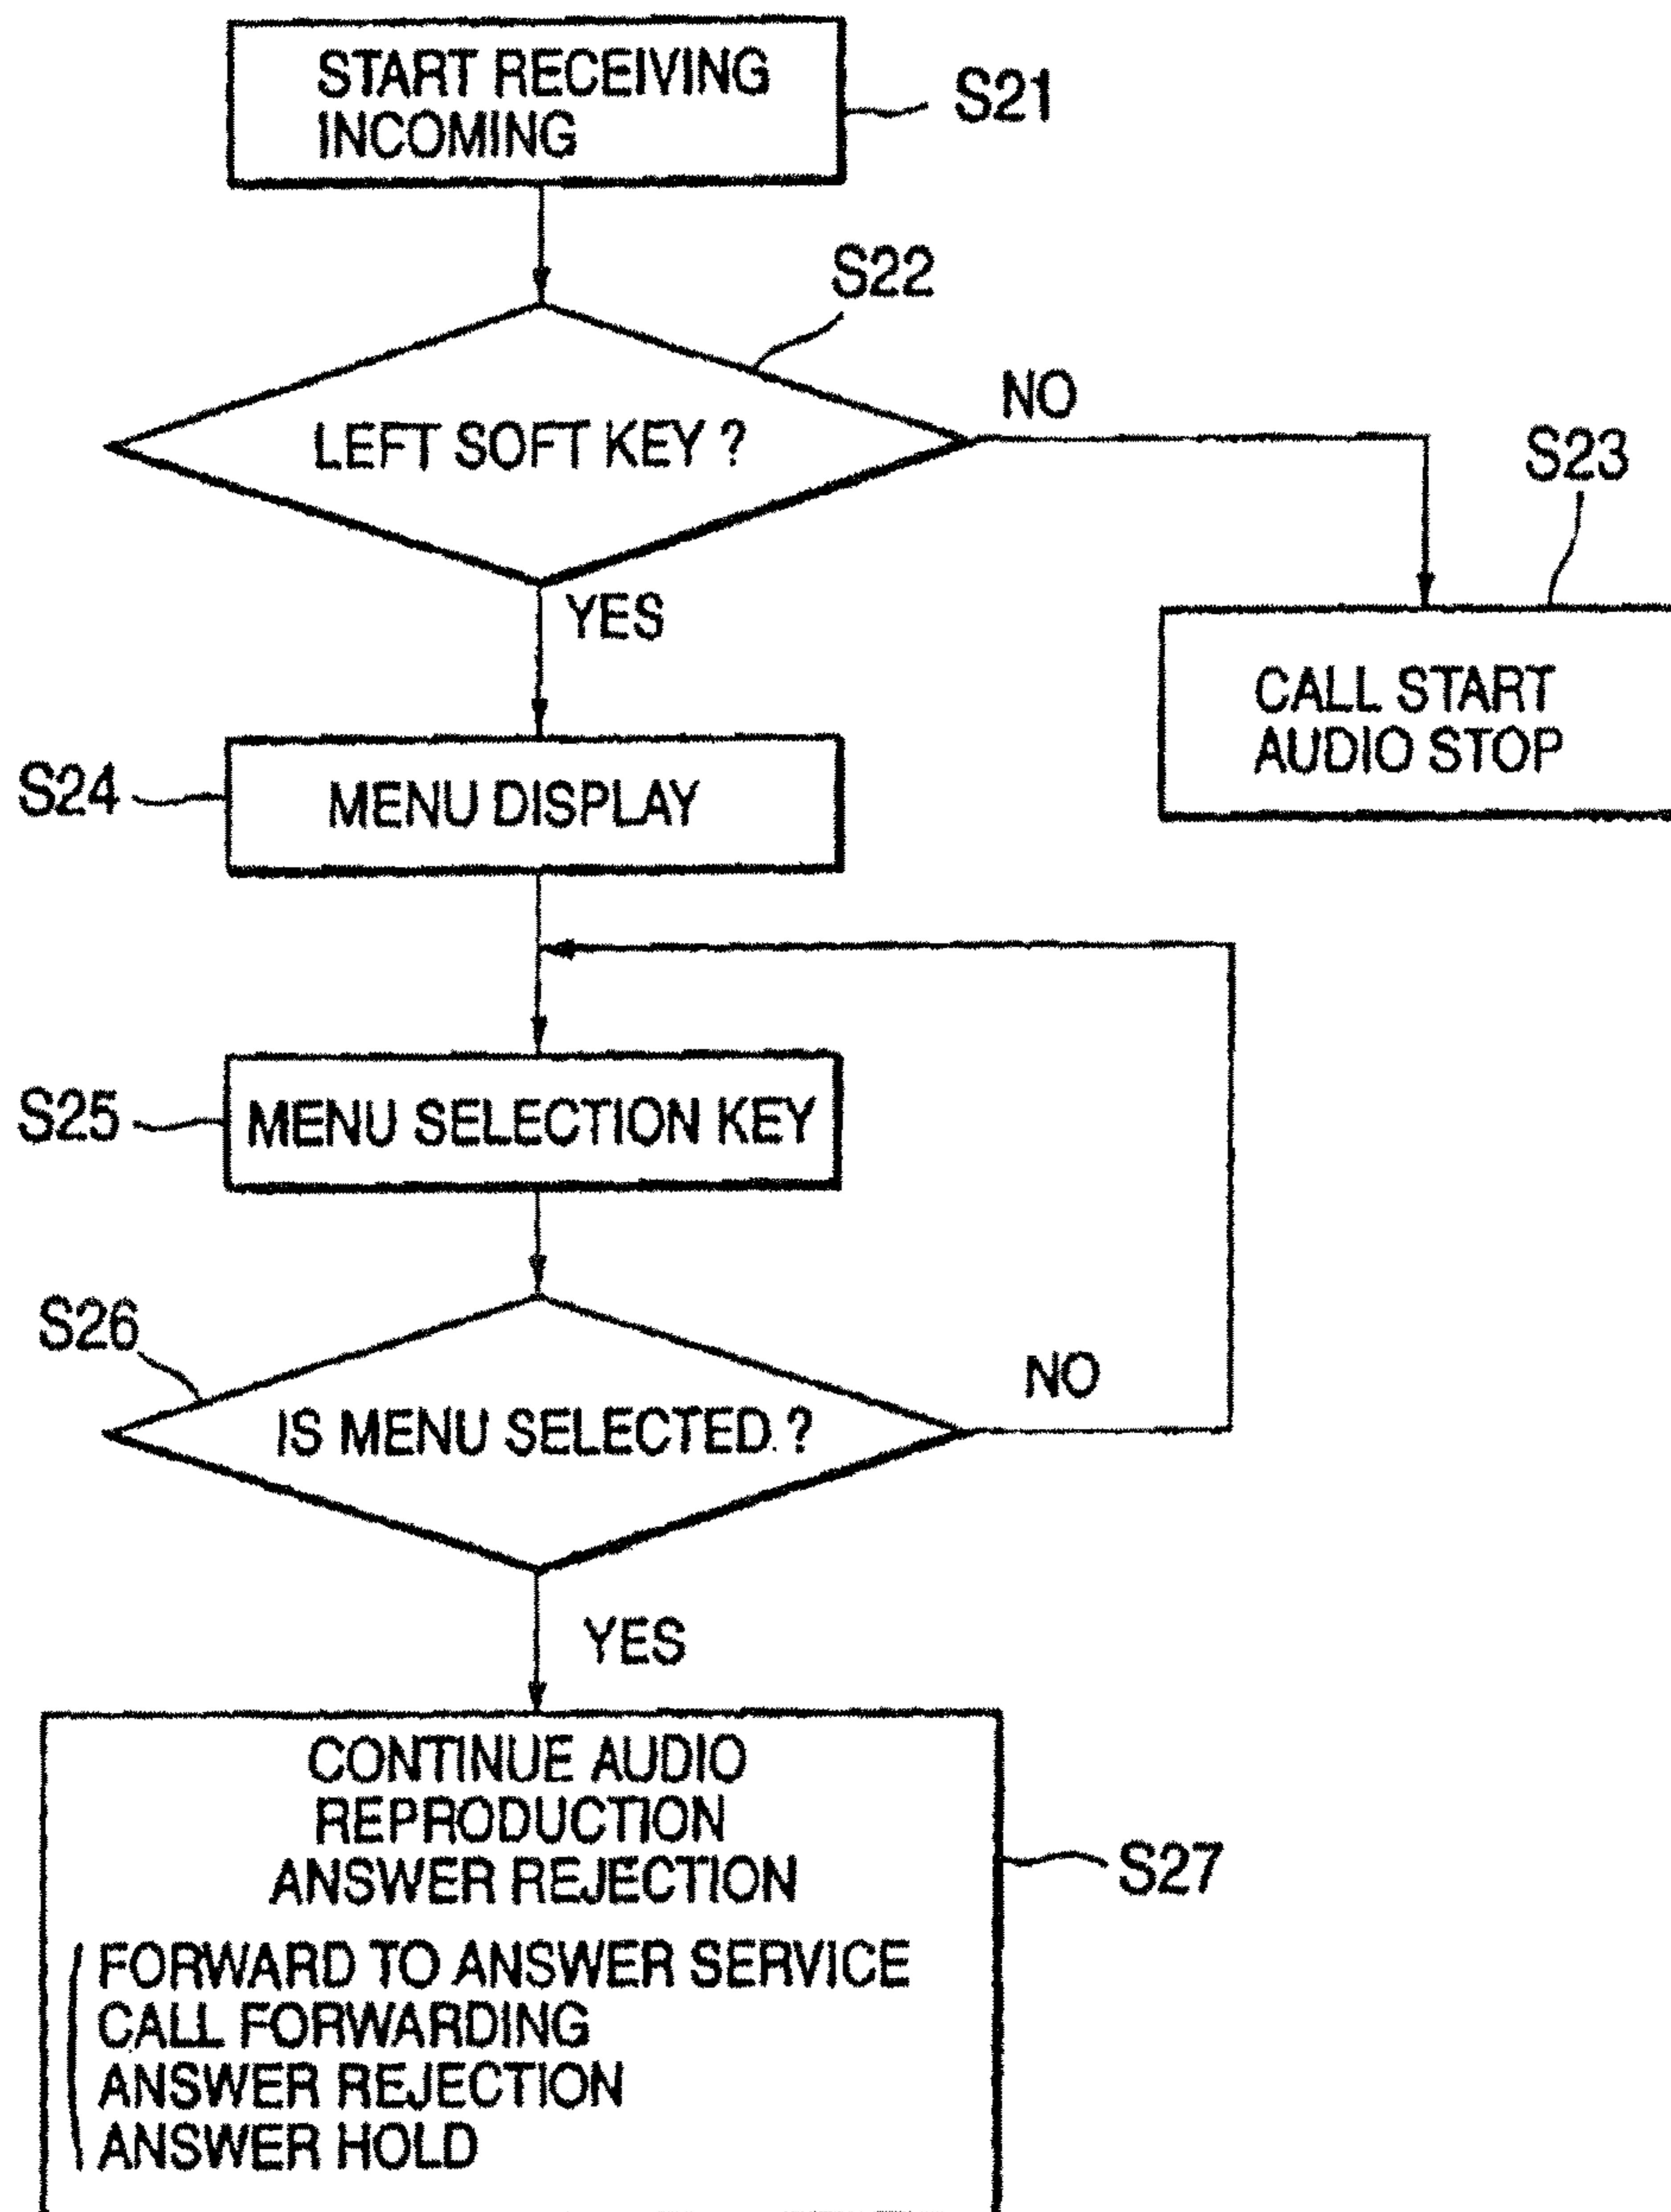 START RECEIVING
INCOMING
S21
S22
LEFT SOFT KEY ?
NO
YES
S23
CALL START
AUDIO STOP
S24
MENU DISPLAY
S25
MENU SELECTION KEY
S26
IS MENU SELECTED. ?
NO
YES
CONTINUE AUDIO
REPRODUCTION
ANSWER REJECTION
S27
FORWARD TO ANSWER SERVICE
CALL FORWARDING
ANSWER REJECTION
ANSWER HOLD